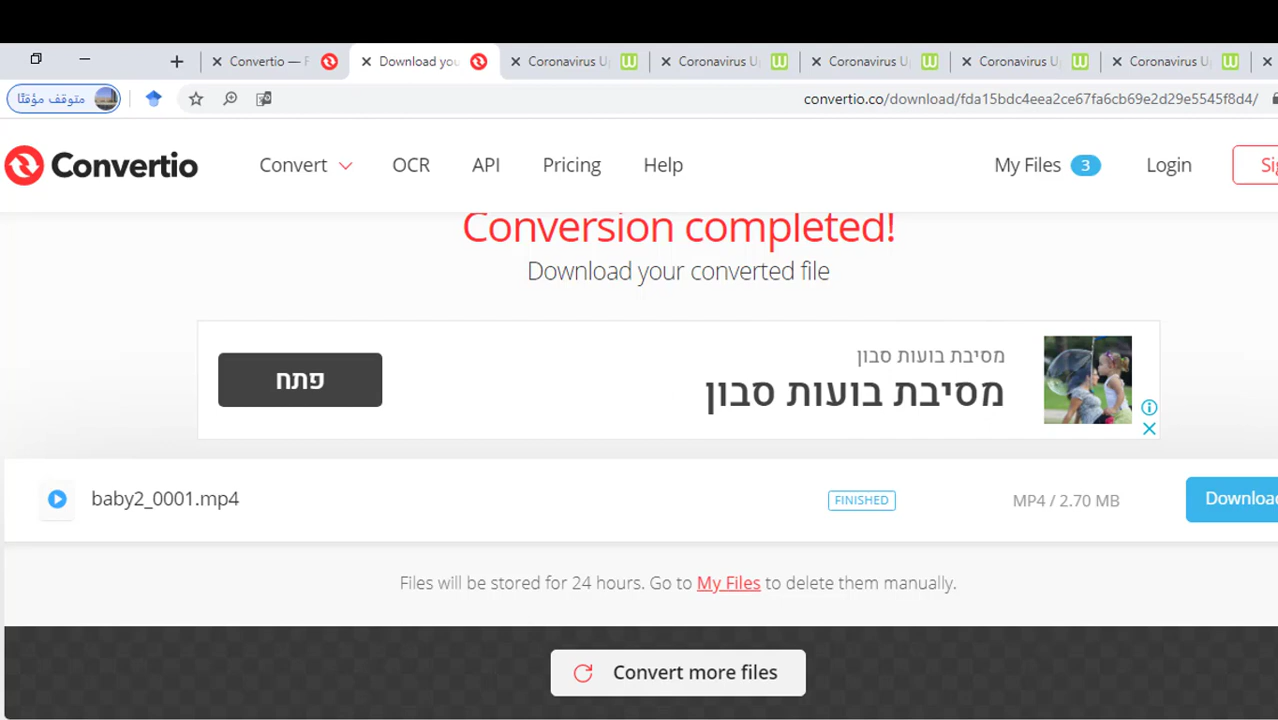 Convertio — F
Download you
Coronavirus U
Coronavirus U
Coronavirus U
Coronavirus U
Coronavirus U
متوقف مؤقتًا
convertio.co/download/fda15bdc4eea2ce67fa6cb69e2d29e5545f8d4/
Convertio
Convert
OCR
API
Pricing
Help
My Files 3
Login
Sig
Conversion completed!
Download your converted file
מסיבת בועות סבון
מסיבת בועות סבון
פתח
baby2_0001.mp4
FINISHED
MP4 / 2.70 MB
Download
Files will be stored for 24 hours. Go to My Files to delete them manually.
Convert more files